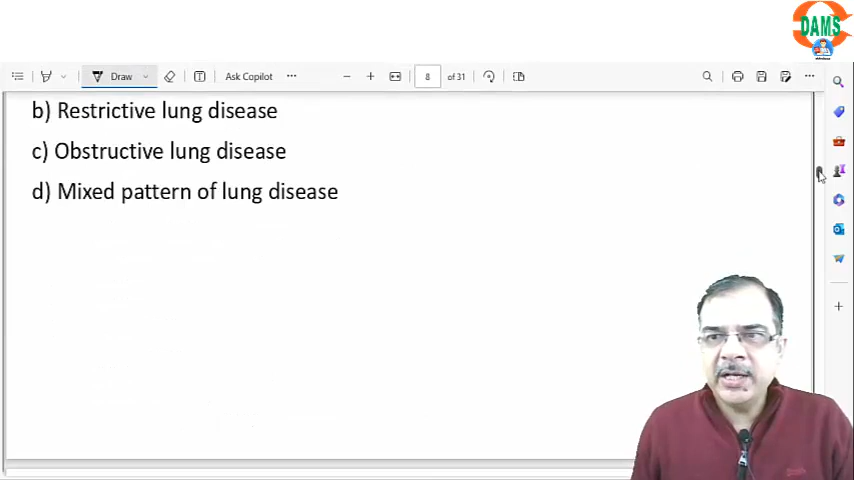 DAMS
Draw
Ask Copilot
8 of 31
b) Restrictive lung disease
c) Obstructive lung disease
d) Mixed pattern of lung disease